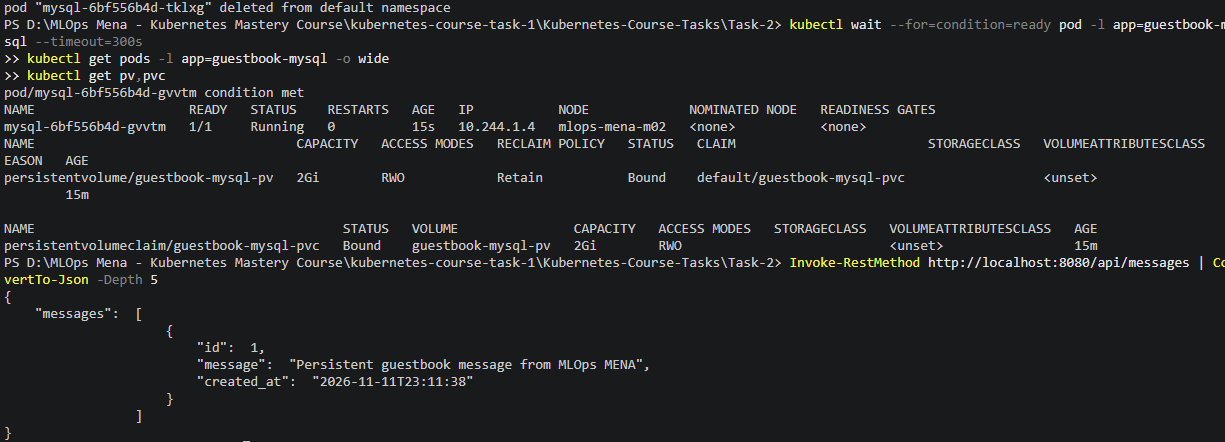 pod "mysql-6bf556b4d-tklxg" deleted from default namespace
PS D:\MLOps Mena - Kubernetes Mastery Course\kubernetes-course-task-1\Kubernetes-Course-Tasks\Task-2> kubectl wait --for=condition=ready pod -l app=guestbook-m
sql --timeout=300s
>> kubectl get pods -l app=guestbook-mysql -o wide
>> kubectl get pv,pvc
pod/mysql-6bf556b4d-gvvtm condition met
NAME READY STATUS RESTARTS AGE IP NODE NOMINATED NODE READINESS GATES
mysql-6bf556b4d-gvvtm 1/1 Running 0 15s 10.244.1.4 mlops-mena-m02 <none> <none>
NAME CAPACITY ACCESS MODES RECLAIM POLICY STATUS CLAIM STORAGECLASS VOLUMEATTRIBUTESCLASS
EASON AGE
persistentvolume/guestbook-mysql-pv 2Gi RWO Retain Bound default/guestbook-mysql-pvc <unset>
15m
NAME STATUS VOLUME CAPACITY ACCESS MODES STORAGECLASS VOLUMEATTRIBUTESCLASS AGE
persistentvolumeclaim/guestbook-mysql-pvc Bound guestbook-mysql-pv 2Gi RWO <unset> 15m
PS D:\MLOps Mena - Kubernetes Mastery Course\kubernetes-course-task-1\Kubernetes-Course-Tasks\Task-2> Invoke-RestMethod http://localhost:8080/api/messages | Co
vertTo-Json -Depth 5
{
"messages": [
{
"id": 1,
"message": "Persistent guestbook message from MLOps MENA",
"created_at": "2026-11-11T23:11:38"
}
]
}